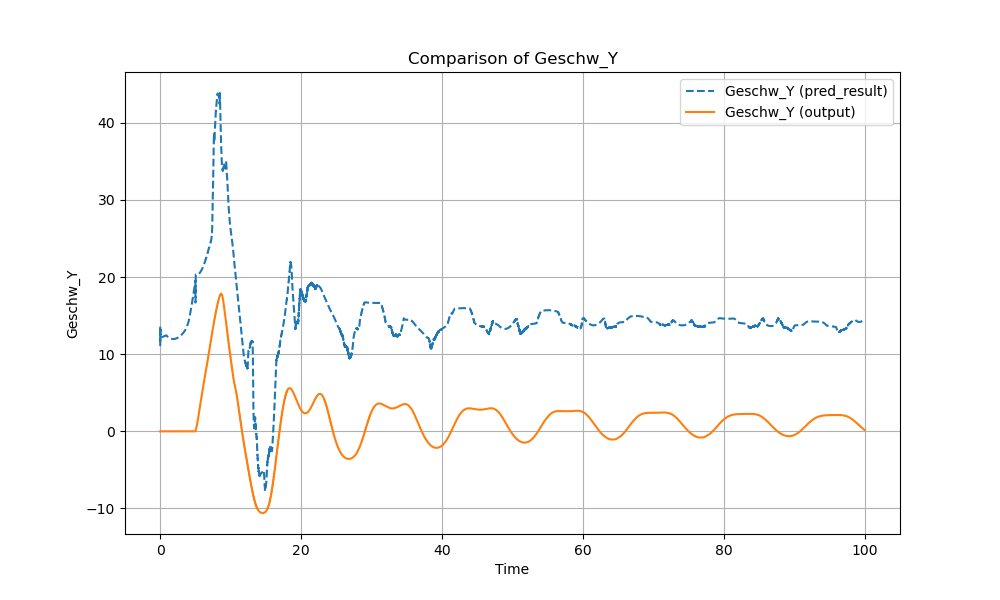 Comparison of Geschw_Y
Geschw_Y (pred_result)
Geschw_Y (output)
40
30
20
10
0
−10
Geschw_Y
0
20
40
60
80
100
Time